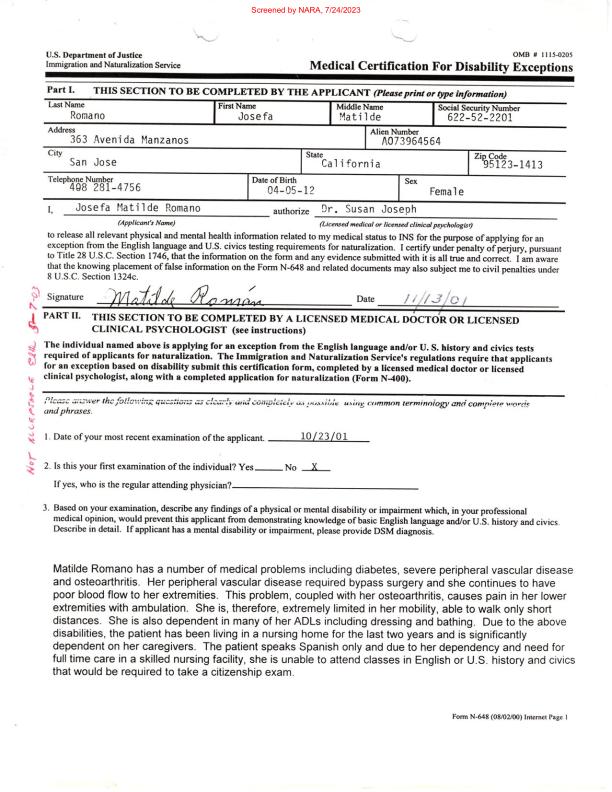 Screened by NARA, 7/24/2023
U.S. Department of Justice
OMB # 1115-0205
Immigration and Naturalization Service
Medical Certification For Disability Exceptions
Part I. THIS SECTION TO BE COMPLETED BY THE APPLICANT (Please print or type information)
Last Name First Name Middle Name Social Security Number
Romano Josefa Matilde 622-52-2201
Address Alien Number
363 Avenida Manzanos A073964564
City State Zip Code
San Jose California 95123-1413
Telephone Number Date of Birth Sex
408 281-4756 04-05-12 Female
I, Josefa Matilde Romano authorize Dr. Susan Joseph
(Applicant's Name) (Licensed medical or licensed clinical psychologist)
to release all relevant physical and mental health information related to my medical status to INS for the purpose of applying for an
exception from the English language and U.S. civics testing requirements for naturalization. I certify under penalty of perjury, pursuant
to Title 28 U.S.C. Section 1746, that the information on the form and any evidence submitted with it is all true and correct. I am aware
that the knowing placement of false information on the Form N-648 and related documents may also subject me to civil penalties under
8 U.S.C. Section 1324c.
Signature Matilde Román Date 11/13/01
PART II. THIS SECTION TO BE COMPLETED BY A LICENSED MEDICAL DOCTOR OR LICENSED
CLINICAL PSYCHOLOGIST (see instructions)
The individual named above is applying for an exception from the English language and/or U. S. history and civics tests
required of applicants for naturalization. The Immigration and Naturalization Service's regulations require that applicants
for an exception based on disability submit this certification form, completed by a licensed medical doctor or licensed
clinical psychologist, along with a completed application for naturalization (Form N-400).
Please answer the following questions as clearly and completely as possible using common terminology and complete words
and phrases.
1. Date of your most recent examination of the applicant. 10/23/01
2. Is this your first examination of the individual? Yes No X
If yes, who is the regular attending physician?
3. Based on your examination, describe any findings of a physical or mental disability or impairment which, in your professional
medical opinion, would prevent this applicant from demonstrating knowledge of basic English language and/or U.S. history and civics.
Describe in detail. If applicant has a mental disability or impairment, please provide DSM diagnosis.
Matilde Romano has a number of medical problems including diabetes, severe peripheral vascular disease
and osteoarthritis. Her peripheral vascular disease required bypass surgery and she continues to have
poor blood flow to her extremities. This problem, coupled with her osteoarthritis, causes pain in her lower
extremities with ambulation. She is, therefore, extremely limited in her mobility, able to walk only short
distances. She is also dependent in many of her ADLs including dressing and bathing. Due to the above
disabilities, the patient has been living in a nursing home for the last two years and is significantly
dependent on her caregivers. The patient speaks Spanish only and due to her dependency and need for
full time care in a skilled nursing facility, she is unable to attend classes in English or U.S. history and civics
that would be required to take a citizenship exam.
Form N-648 (08/02/00) Internet Page 1
NOT ACCEPTABLE